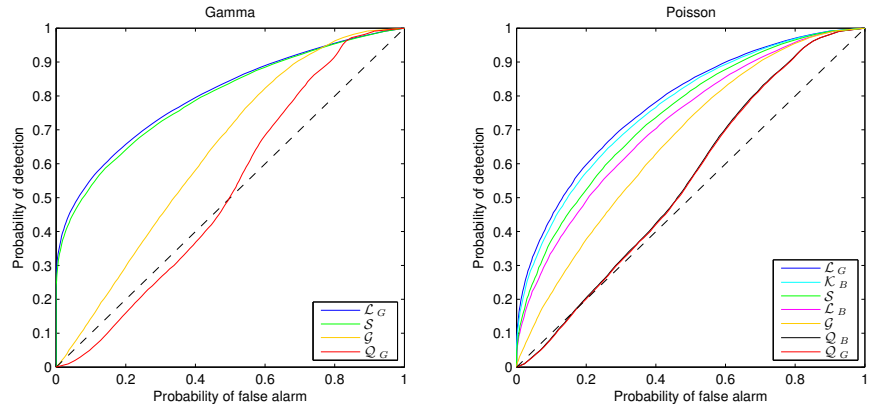 Gamma
Probability of detection
1
0.9
0.8
0.7
0.6
0.5
0.4
0.3
0.2
0.1
0
0 0.2 0.4 0.6 0.8 1
Probability of false alarm
ℒ G
𝒮
𝒢
𝒬 G
Poisson
Probability of detection
1
0.9
0.8
0.7
0.6
0.5
0.4
0.3
0.2
0.1
0
0 0.2 0.4 0.6 0.8 1
Probability of false alarm
ℒ G
𝒦 B
𝒮
ℒ B
𝒢
𝒬 B
𝒬 G